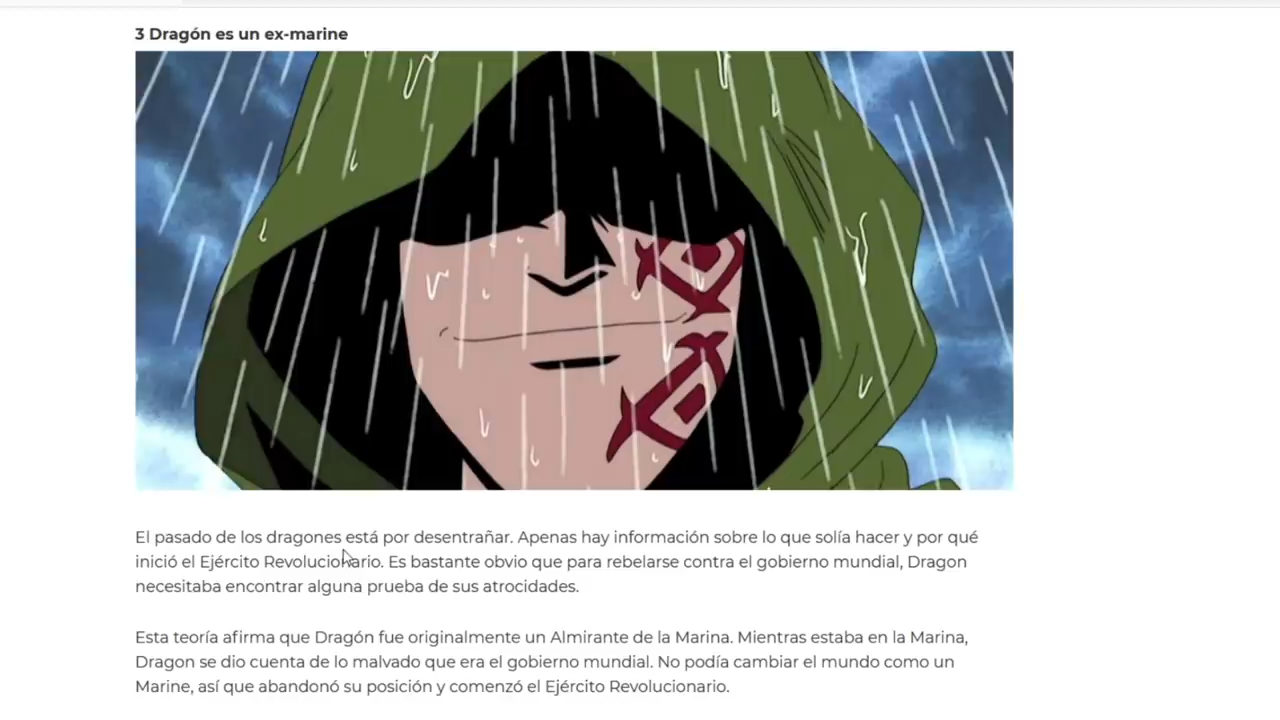 3 Dragón es un ex-marine
El pasado de los dragones está por desentrañar. Apenas hay información sobre lo que solía hacer y por qué
inició el Ejército Revolucionario. Es bastante obvio que para rebelarse contra el gobierno mundial, Dragon
necesitaba encontrar alguna prueba de sus atrocidades.
Esta teoría afirma que Dragón fue originalmente un Almirante de la Marina. Mientras estaba en la Marina,
Dragon se dio cuenta de lo malvado que era el gobierno mundial. No podía cambiar el mundo como un
Marine, así que abandonó su posición y comenzó el Ejército Revolucionario.